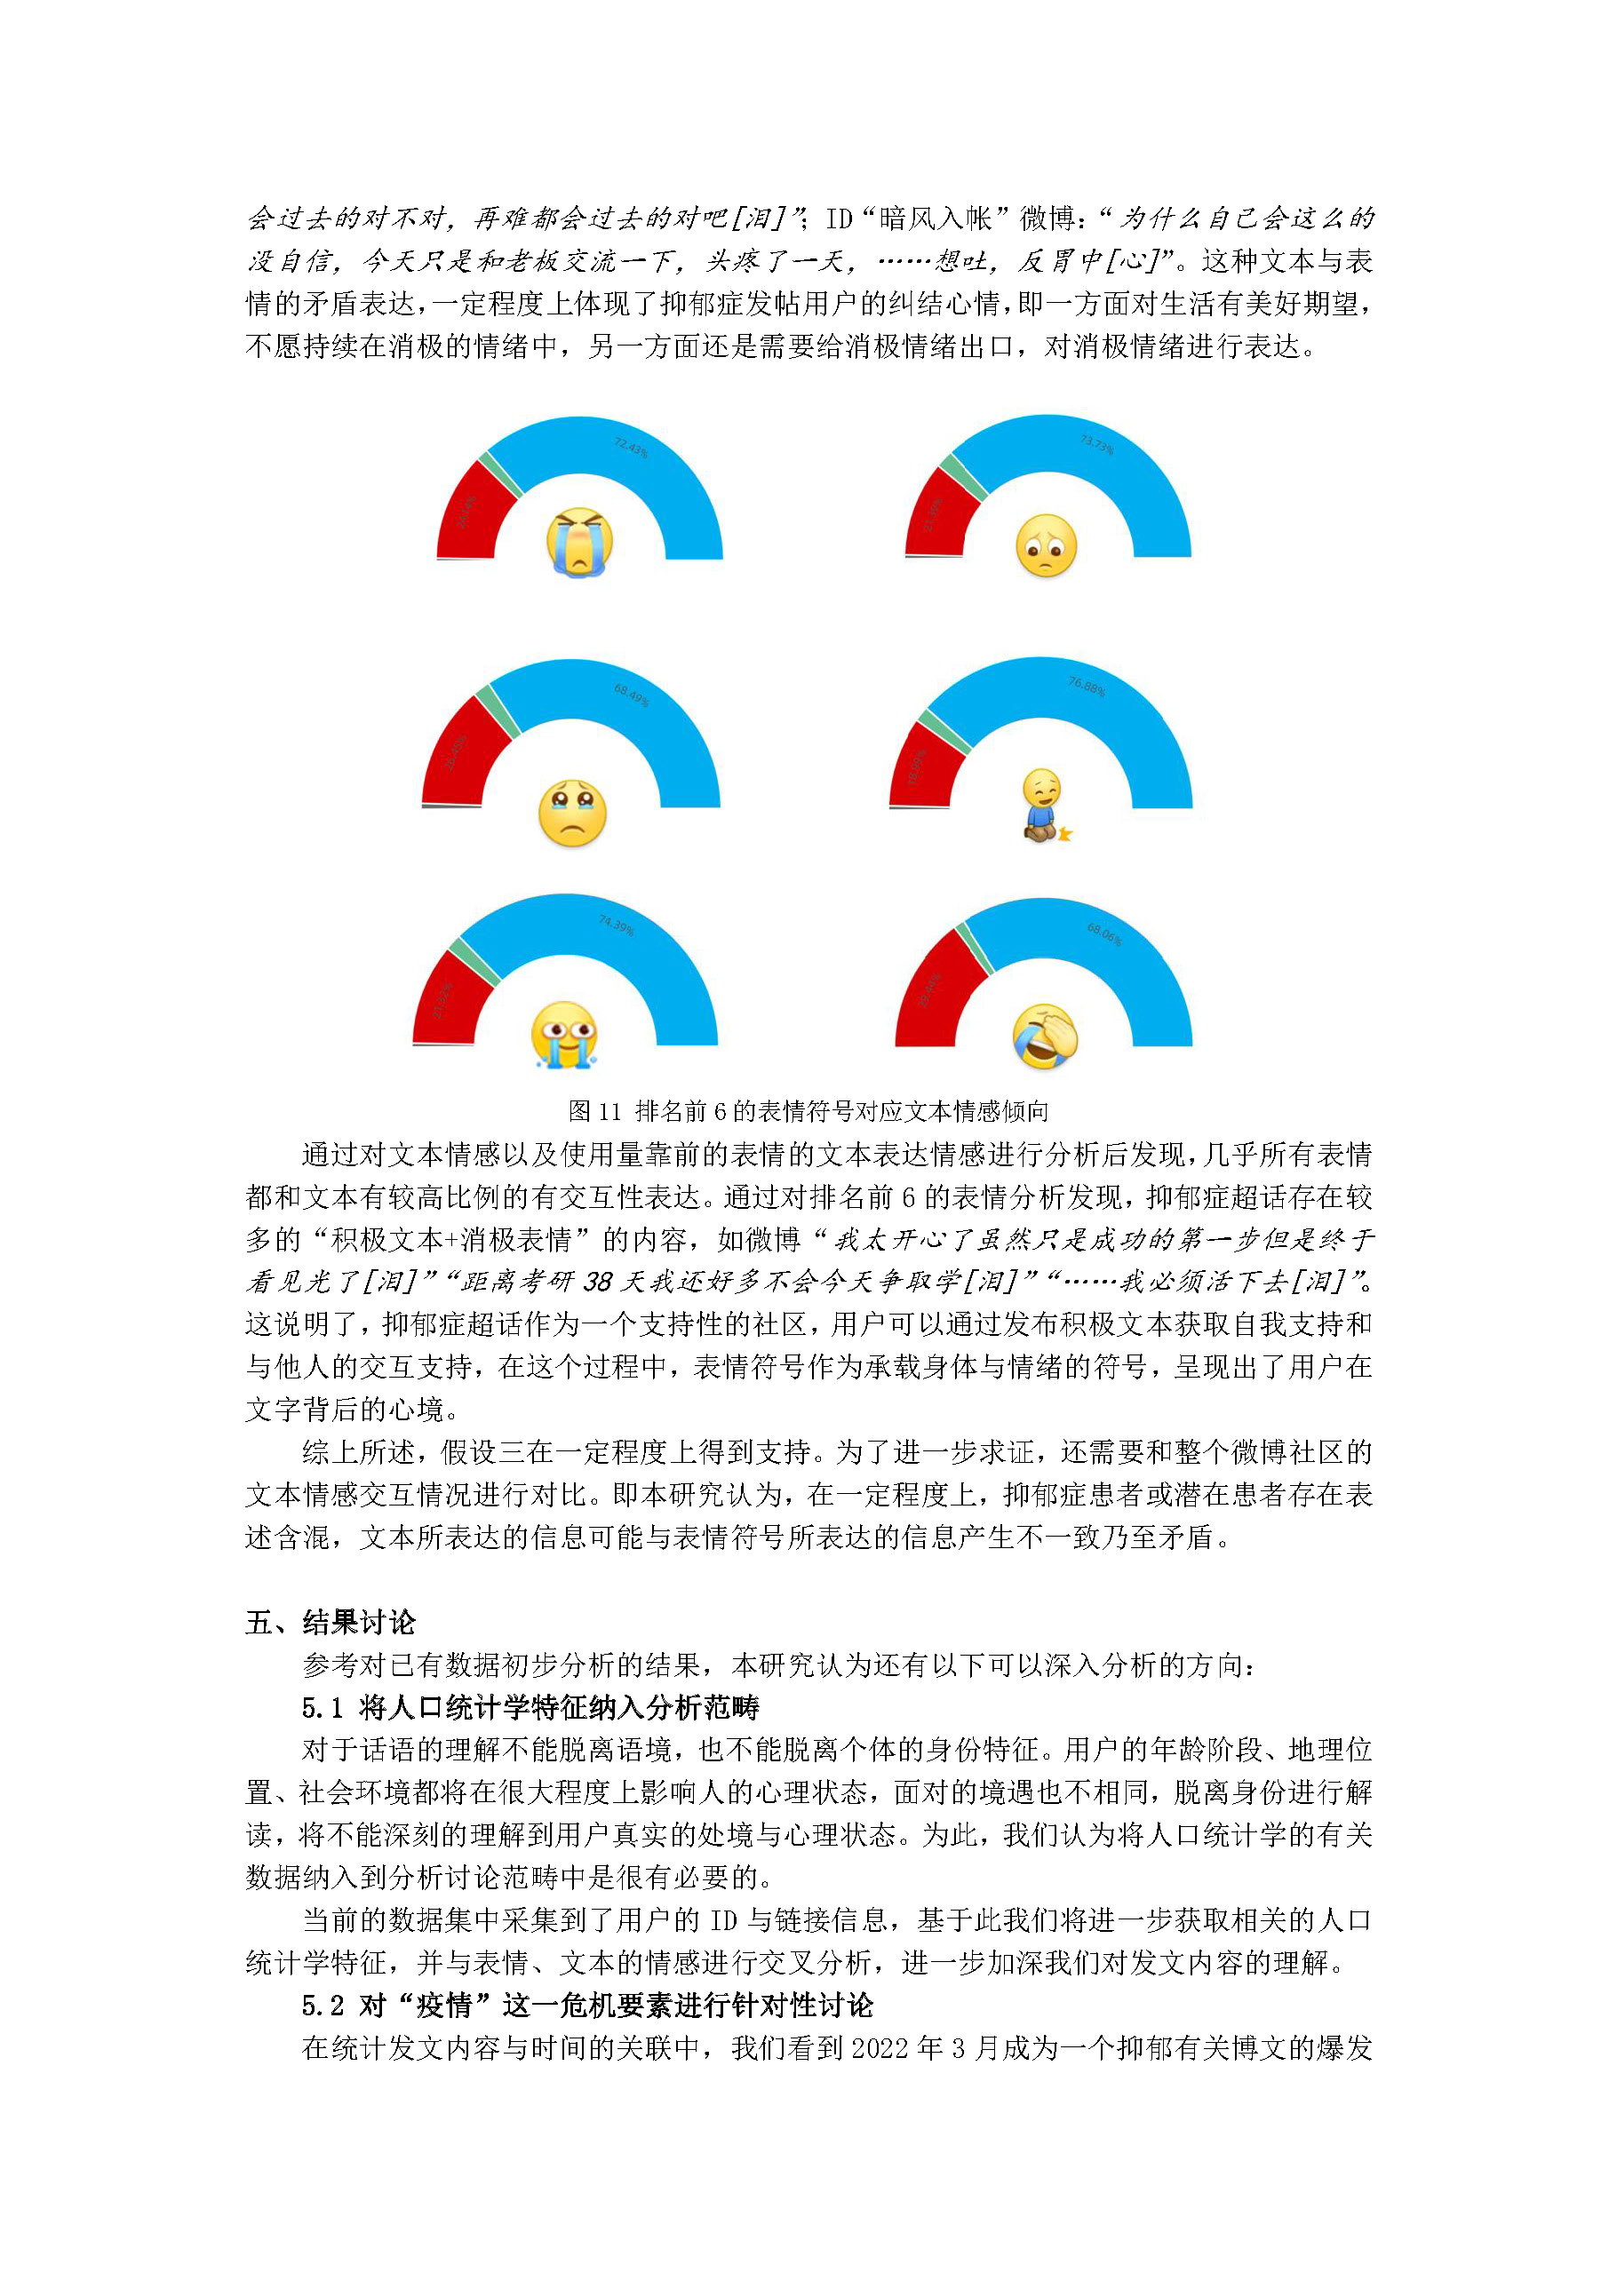 会过去的对不对，再难都会过去的对吧[泪]”；ID“暗风入帐”微博：“为什么自己会这么的
没自信，今天只是和老板交流一下，头疼了一天，……想吐，反胃中[心]”。这种文本与表
情的矛盾表达，一定程度上体现了抑郁症发帖用户的纠结心情，即一方面对生活有美好期望，
不愿持续在消极的情绪中，另一方面还是需要给消极情绪出口，对消极情绪进行表达。
72.43%
73.73%
68.49%
76.88%
74.39%
68.06%
图 11 排名前 6 的表情符号对应文本情感倾向
通过对文本情感以及使用量靠前的表情的文本表达情感进行分析后发现，几乎所有表情
都和文本有较高比例的有交互性表达。通过对排名前 6 的表情分析发现，抑郁症超话存在较
多的“积极文本+消极表情”的内容，如微博“我太开心了虽然只是成功的第一步但是终于
看见光了[泪]”“距离考研 38 天我还好多不会今天争取学[泪]”“……我必须活下去[泪]”。
这说明了，抑郁症超话作为一个支持性的社区，用户可以通过发布积极文本获取自我支持和
与他人的交互支持，在这个过程中，表情符号作为承载身体与情绪的符号，呈现出了用户在
文字背后的心境。
综上所述，假设三在一定程度上得到支持。为了进一步求证，还需要和整个微博社区的
文本情感交互情况进行对比。即本研究认为，在一定程度上，抑郁症患者或潜在患者存在表
述含混，文本所表达的信息可能与表情符号所表达的信息产生不一致乃至矛盾。
五、结果讨论
参考对已有数据初步分析的结果，本研究认为还有以下可以深入分析的方向：
5.1 将人口统计学特征纳入分析范畴
对于话语的理解不能脱离语境，也不能脱离个体的身份特征。用户的年龄阶段、地理位
置、社会环境都将在很大程度上影响人的心理状态，面对的境遇也不相同，脱离身份进行解
读，将不能深刻的理解到用户真实的处境与心理状态。为此，我们认为将人口统计学的有关
数据纳入到分析讨论范畴中是很有必要的。
当前的数据集中采集到了用户的 ID 与链接信息，基于此我们将进一步获取相关的人口
统计学特征，并与表情、文本的情感进行交叉分析，进一步加深我们对发文内容的理解。
5.2 对“疫情”这一危机要素进行针对性讨论
在统计发文内容与时间的关联中，我们看到 2022 年 3 月成为一个抑郁有关博文的爆发